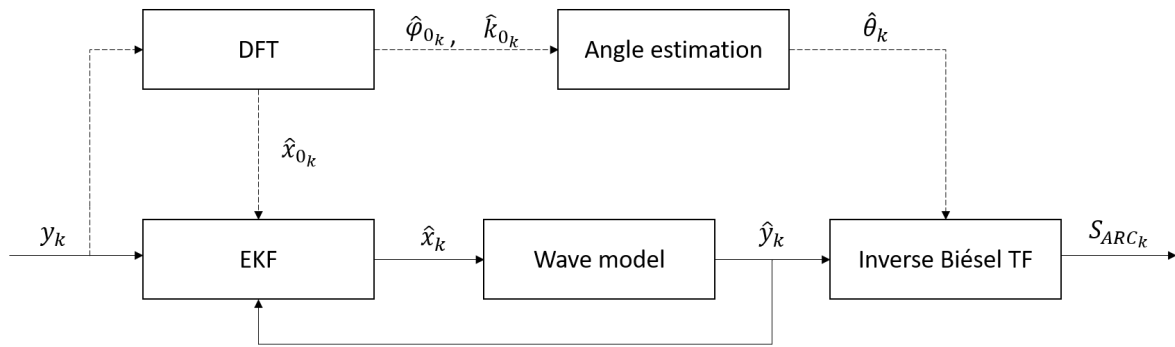 DFT
φ̂₀ₖ, k̂₀ₖ
Angle estimation
θ̂ₖ
x̂₀ₖ
yₖ
EKF
x̂ₖ
Wave model
ŷₖ
Inverse Biésel TF
S_ARCₖ